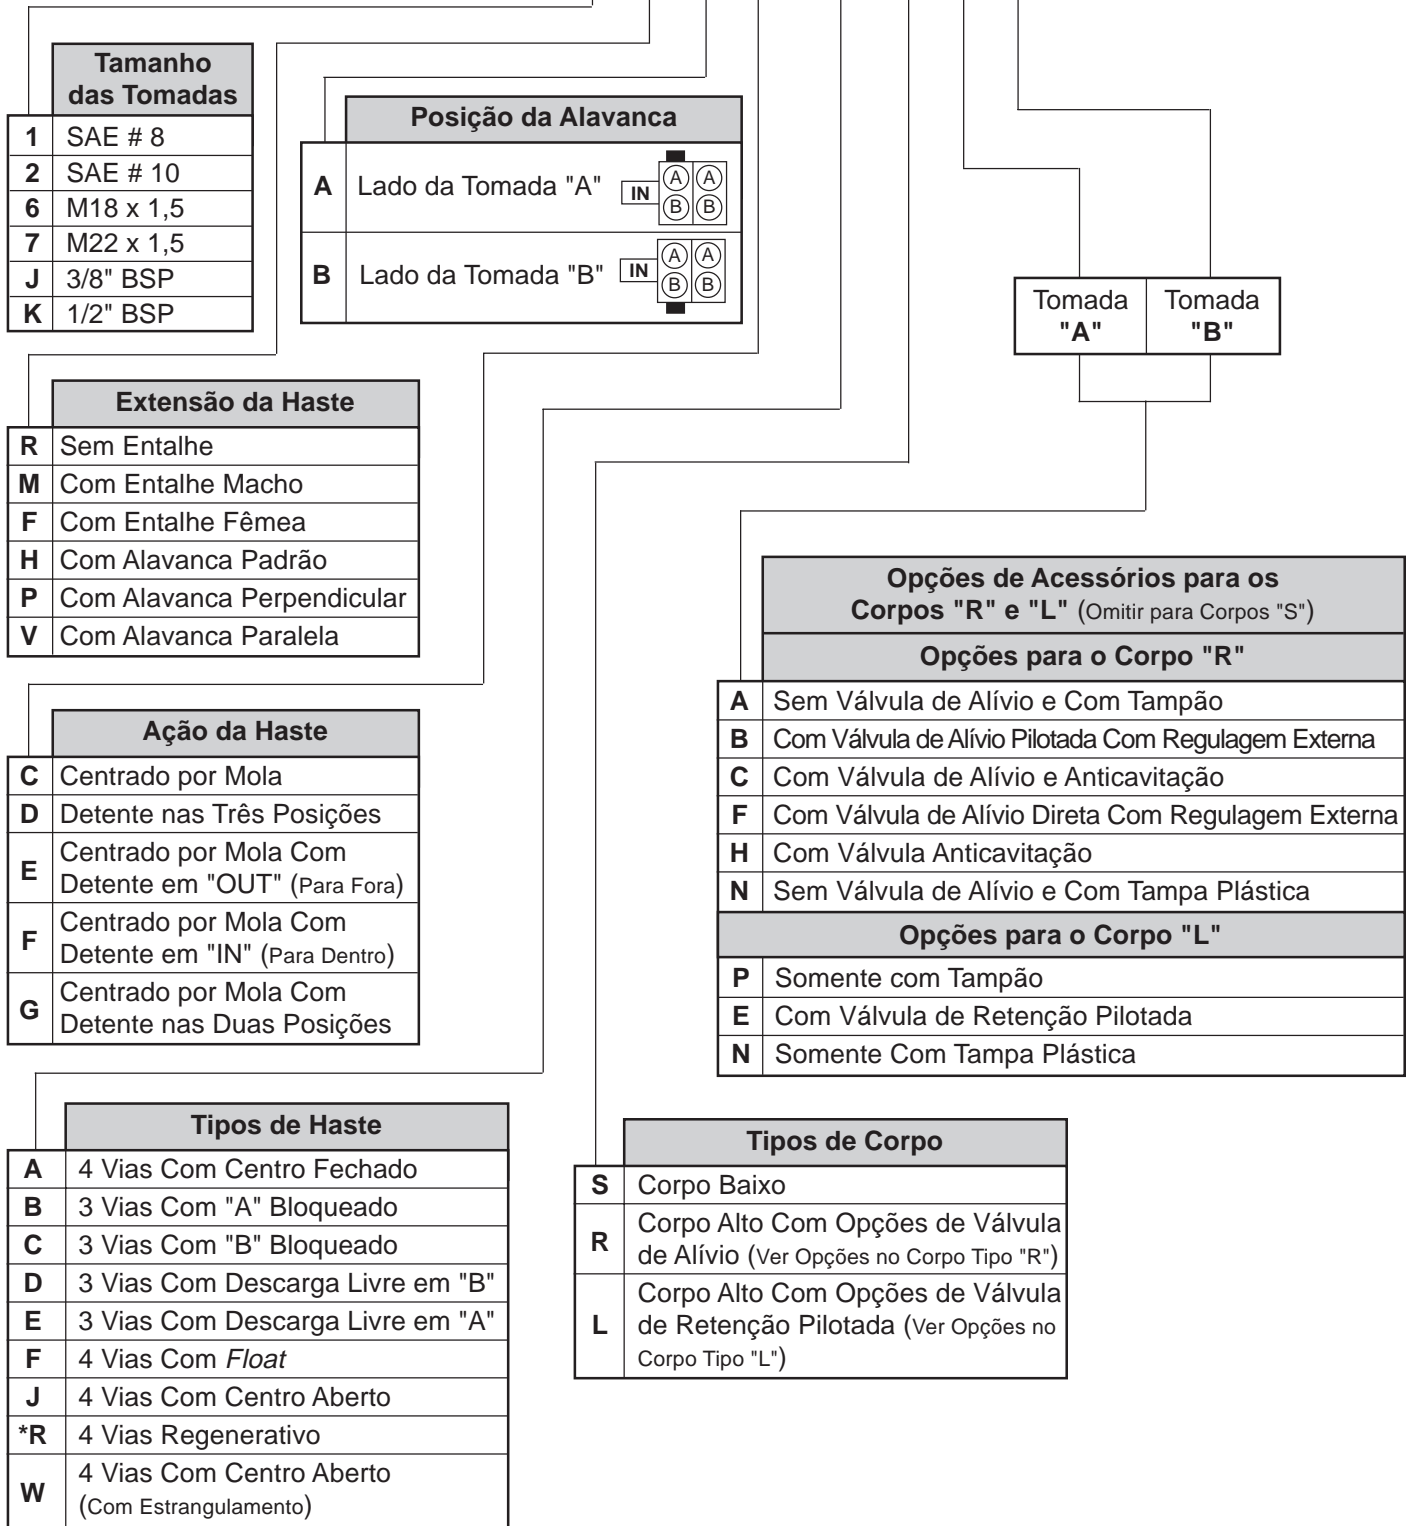 Tamanho
das Tomadas
1 SAE # 8
2 SAE # 10
6 M18 x 1,5
7 M22 x 1,5
J 3/8" BSP
K 1/2" BSP
Posição da Alavanca
A Lado da Tomada "A" IN A A B B
B Lado da Tomada "B" IN A A B B
Tomada "A"
Tomada "B"
Extensão da Haste
R Sem Entalhe
M Com Entalhe Macho
F Com Entalhe Fêmea
H Com Alavanca Padrão
P Com Alavanca Perpendicular
V Com Alavanca Paralela
Opções de Acessórios para os
Corpos "R" e "L" (Omitir para Corpos "S")
Opções para o Corpo "R"
A Sem Válvula de Alívio e Com Tampão
B Com Válvula de Alívio Pilotada Com Regulagem Externa
C Com Válvula de Alívio e Anticavitação
F Com Válvula de Alívio Direta Com Regulagem Externa
H Com Válvula Anticavitação
N Sem Válvula de Alívio e Com Tampa Plástica
Opções para o Corpo "L"
P Somente com Tampão
E Com Válvula de Retenção Pilotada
N Somente Com Tampa Plástica
Ação da Haste
C Centrado por Mola
D Detente nas Três Posições
E Centrado por Mola Com
Detente em "OUT" (Para Fora)
F Centrado por Mola Com
Detente em "IN" (Para Dentro)
G Centrado por Mola Com
Detente nas Duas Posições
Tipos de Haste
A 4 Vias Com Centro Fechado
B 3 Vias Com "A" Bloqueado
C 3 Vias Com "B" Bloqueado
D 3 Vias Com Descarga Livre em "B"
E 3 Vias Com Descarga Livre em "A"
F 4 Vias Com Float
J 4 Vias Com Centro Aberto
*R 4 Vias Regenerativo
W 4 Vias Com Centro Aberto
(Com Estrangulamento)
Tipos de Corpo
S Corpo Baixo
R Corpo Alto Com Opções de Válvula
de Alívio (Ver Opções no Corpo Tipo "R")
L Corpo Alto Com Opções de Válvula
de Retenção Pilotada (Ver Opções no
Corpo Tipo "L")